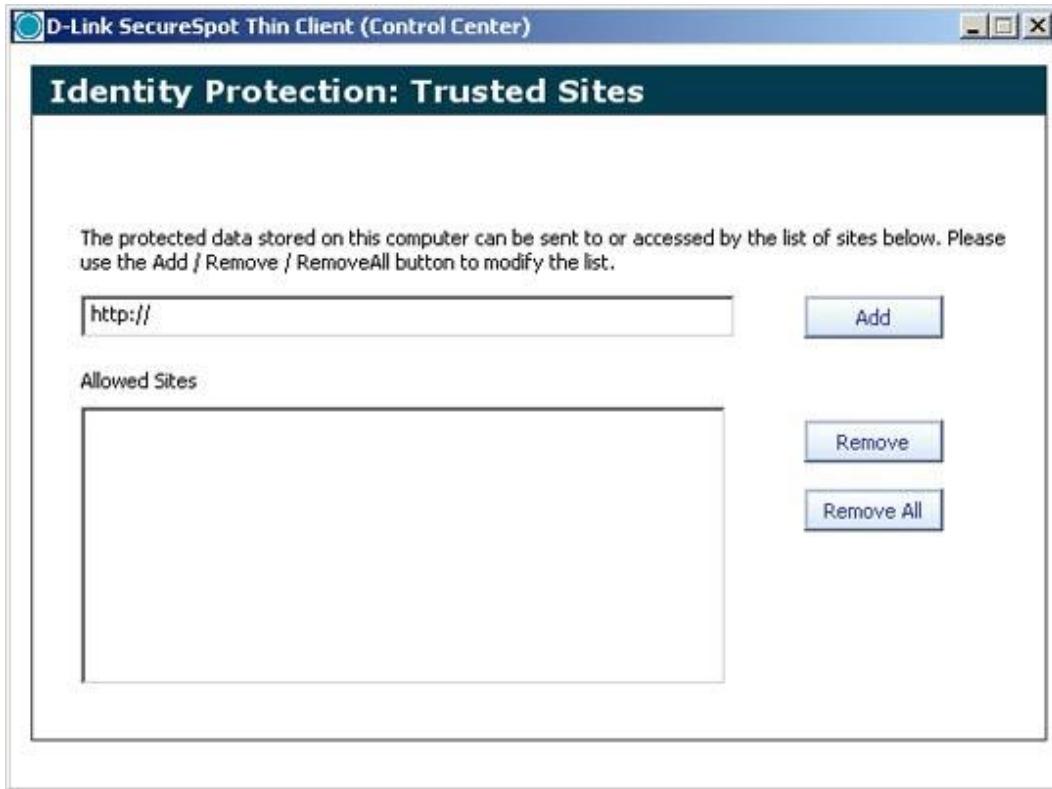 D-Link SecureSpot Thin Client (Control Center)
Identity Protection: Trusted Sites
The protected data stored on this computer can be sent to or accessed by the list of sites below. Please
use the Add / Remove / RemoveAll button to modify the list.
http://
Add
Allowed Sites
Remove
Remove All